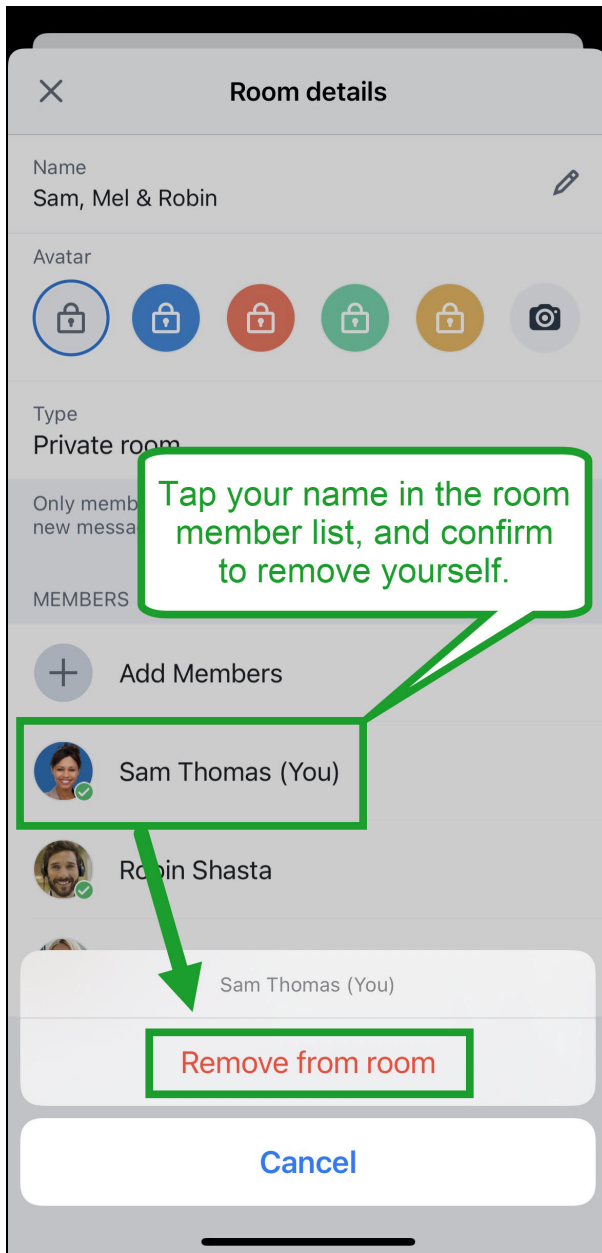 Room details
Name
Sam, Mel & Robin
Avatar
Type
Private room
Only
new
Tap your name in the room
member list, and confirm
to remove yourself.
MEMBERS
Add Members
Sam Thomas (You)
Robin Shasta
Sam Thomas (You)
Remove from room
Cancel